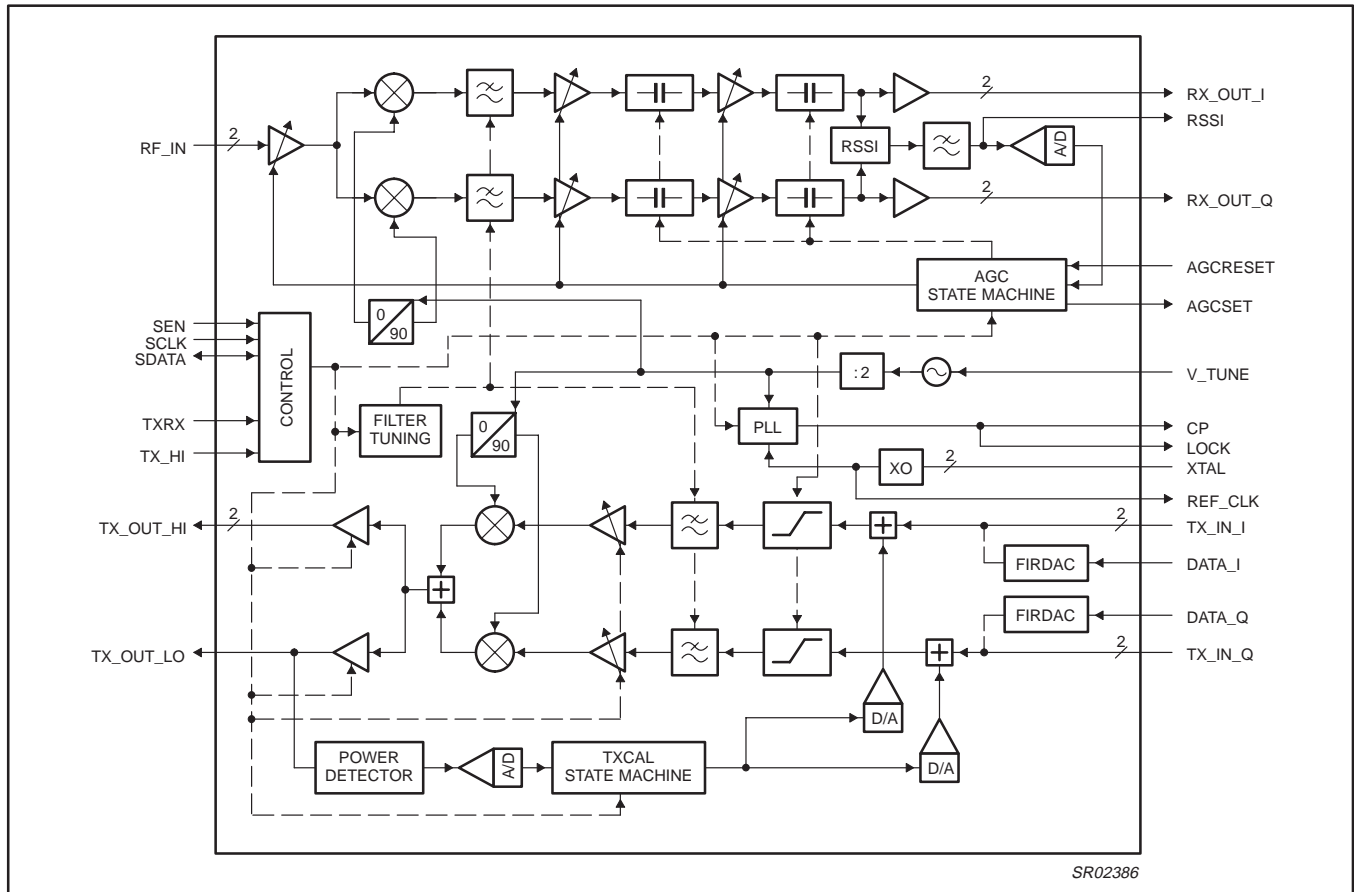 2
RX_OUT_I
RSSI
2
RF_IN
RSSI
A/D
2
RX_OUT_Q
AGC
STATE MACHINE
AGCRESET
AGCSET
0
90
SEN
SCLK
SDATA
TXRX
TX_HI
CONTROL
FILTER
TUNING
0
90
: 2
V_TUNE
PLL
CP
LOCK
XO
2
XTAL
REF_CLK
TX_OUT_HI
2
2
TX_IN_I
FIRDAC
DATA_I
FIRDAC
DATA_Q
TX_OUT_LO
2
TX_IN_Q
D/A
D/A
POWER
DETECTOR
A/D
TXCAL
STATE MACHINE
SR02386